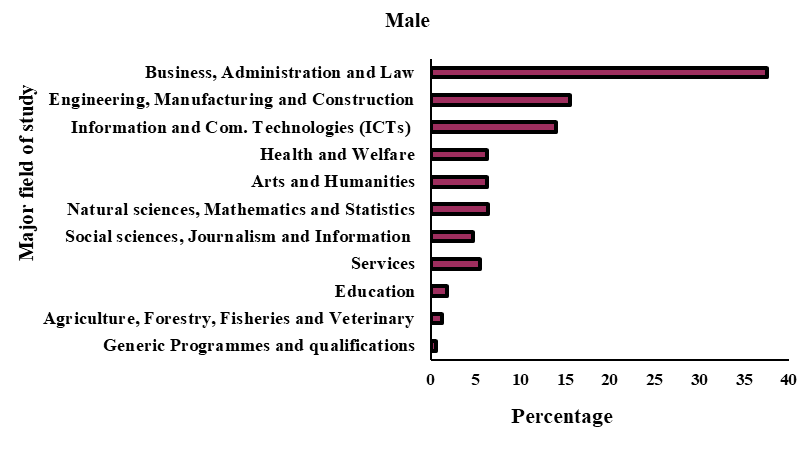 Male
Major field of study
Business, Administration and Law
Engineering, Manufacturing and Construction
Information and Com. Technologies (ICTs)
Health and Welfare
Arts and Humanities
Natural sciences, Mathematics and Statistics
Social sciences, Journalism and Information
Services
Education
Agriculture, Forestry, Fisheries and Veterinary
Generic Programmes and qualifications
0 5 10 15 20 25 30 35 40
Percentage